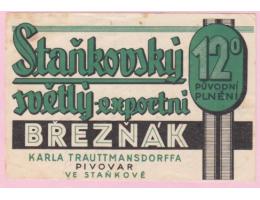 Staňkovský
světlý-exportní
12°
PŮVODNÍ
PLNĚNÍ
BŘEZŇÁK
KARLA TRAUTTMANSDORFFA
PIVOVAR
VE STAŇKOVĚ